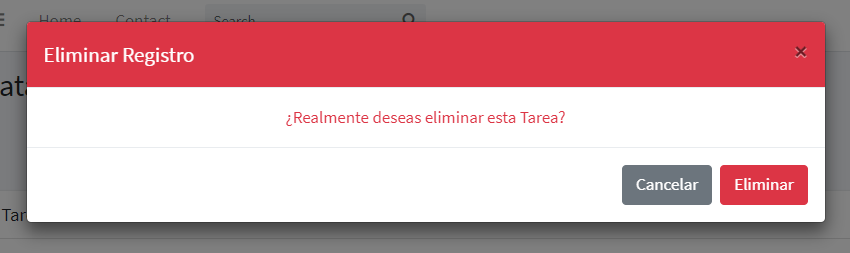 Home Contact Search
Eliminar Registro
×
¿Realmente deseas eliminar esta Tarea?
Cancelar Eliminar